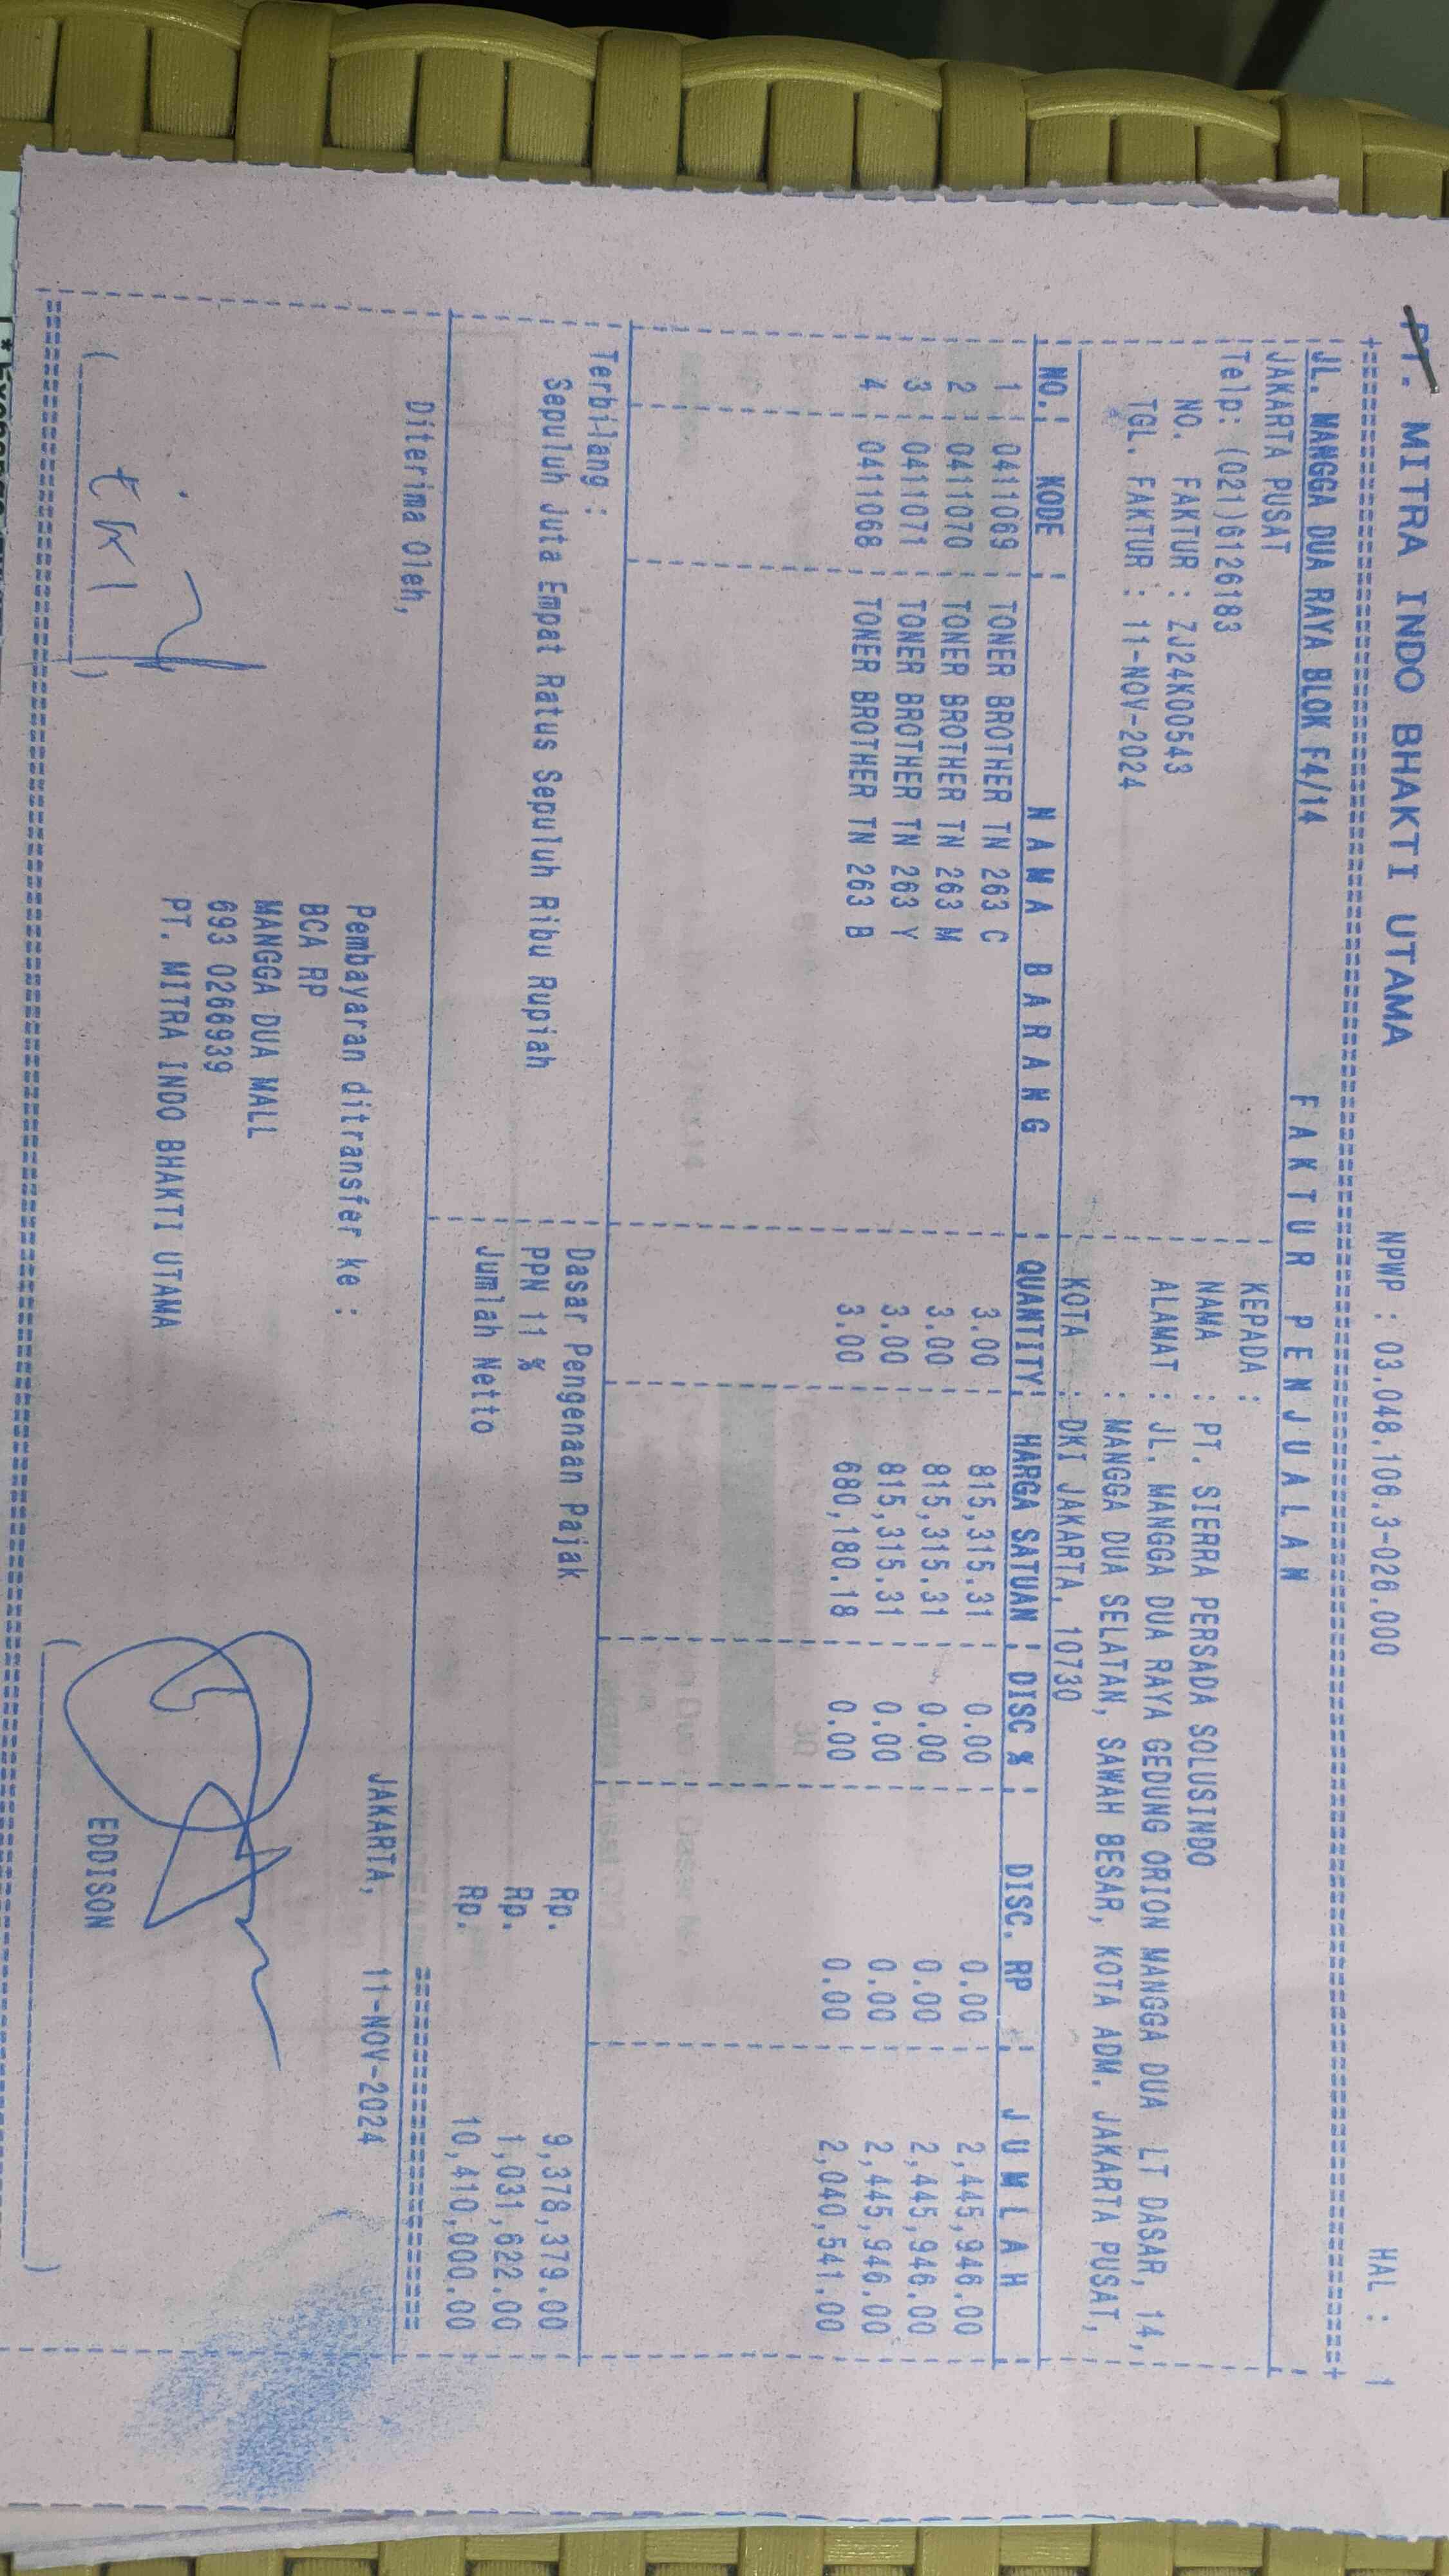 PT. MITRA INDO BHAKTI UTAMA NPWP : 03.048.106.3-026.000 HAL : 1
JL. MANGGA DUA RAYA BLOK F4/14 F A K T U R P E N J U A L A N
JAKARTA PUSAT KEPADA :
Telp: (021)6126183 NAMA : PT. SIERRA PERSADA SOLUSINDO
NO. FAKTUR : ZJ24K00543 ALAMAT : JL. MANGGA DUA RAYA GEDUNG ORION MANGGA DUA LT DASAR, 14,
TGL. FAKTUR : 11-NOV-2024 : MANGGA DUA SELATAN, SAWAH BESAR, KOTA ADM. JAKARTA PUSAT,
KOTA : DKI JAKARTA, 10730
NO. KODE N A M A B A R A N G QUANTITY HARGA SATUAN DISC % DISC. RP J U M L A H
1 0411069 TONER BROTHER TN 263 C 3.00 815,315.31 0.00 0.00 2,445,946.00
2 0411070 TONER BROTHER TN 263 M 3.00 815,315.31 0.00 0.00 2,445,946.00
3 0411071 TONER BROTHER TN 263 Y 3.00 815,315.31 0.00 0.00 2,445,946.00
4 0411068 TONER BROTHER TN 263 B 3.00 680,180.18 0.00 0.00 2,040,541.00
Terbilang : Dasar Pengenaan Pajak Rp. 9,378,379.00
Sepuluh Juta Empat Ratus Sepuluh Ribu Rupiah PPN 11 % Rp. 1,031,622.00
Jumlah Netto Rp. 10,410,000.00
Diterima Oleh, JAKARTA, 11-NOV-2024
Pembayaran ditransfer ke :
BCA RP
MANGGA DUA MALL
693 0266939
PT. MITRA INDO BHAKTI UTAMA
EDDISON